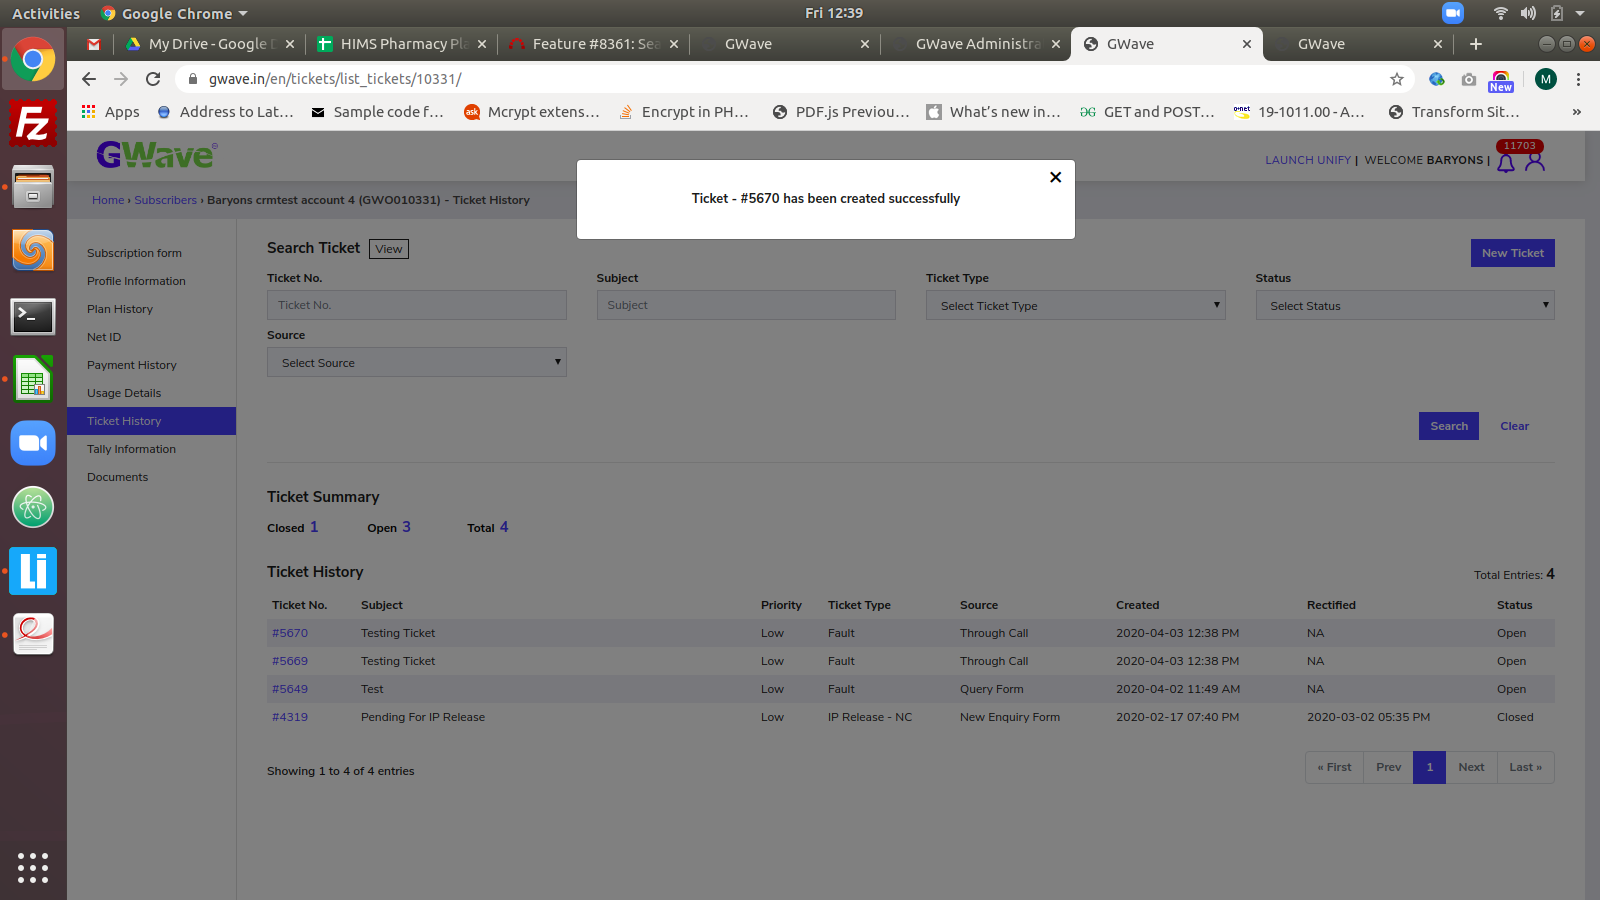 Activities Google Chrome Fri 12:39
My Drive - Google D HIMS Pharmacy Pla Feature #8361: Sea GWave GWave Administra GWave GWave
gwave.in/en/tickets/list_tickets/10331/ New M
Apps Address to Lat… Sample code f… Mcrypt extens… Encrypt in PH… PDF.js Previou… What's new in… GET and POST… 19-1011.00 - A… Transform Sit… »
GWave
LAUNCH UNIFY | WELCOME BARYONS | 11703
Home › Subscribers › Baryons crmtest account 4 (GWO010331) - Ticket History
Ticket - #5670 has been created successfully
Subscription form
Profile Information
Plan History
Net ID
Payment History
Usage Details
Ticket History
Tally Information
Documents
Search Ticket View New Ticket
Ticket No. Subject Ticket Type Status
Ticket No. Subject Select Ticket Type Select Status
Source
Select Source
Search Clear
Ticket Summary
Closed 1 Open 3 Total 4
Ticket History Total Entries: 4
Ticket No. Subject Priority Ticket Type Source Created Rectified Status
#5670 Testing Ticket Low Fault Through Call 2020-04-03 12:38 PM NA Open
#5669 Testing Ticket Low Fault Through Call 2020-04-03 12:38 PM NA Open
#5649 Test Low Fault Query Form 2020-04-02 11:49 AM NA Open
#4319 Pending For IP Release Low IP Release - NC New Enquiry Form 2020-02-17 07:40 PM 2020-03-02 05:35 PM Closed
Showing 1 to 4 of 4 entries
« First Prev 1 Next Last »